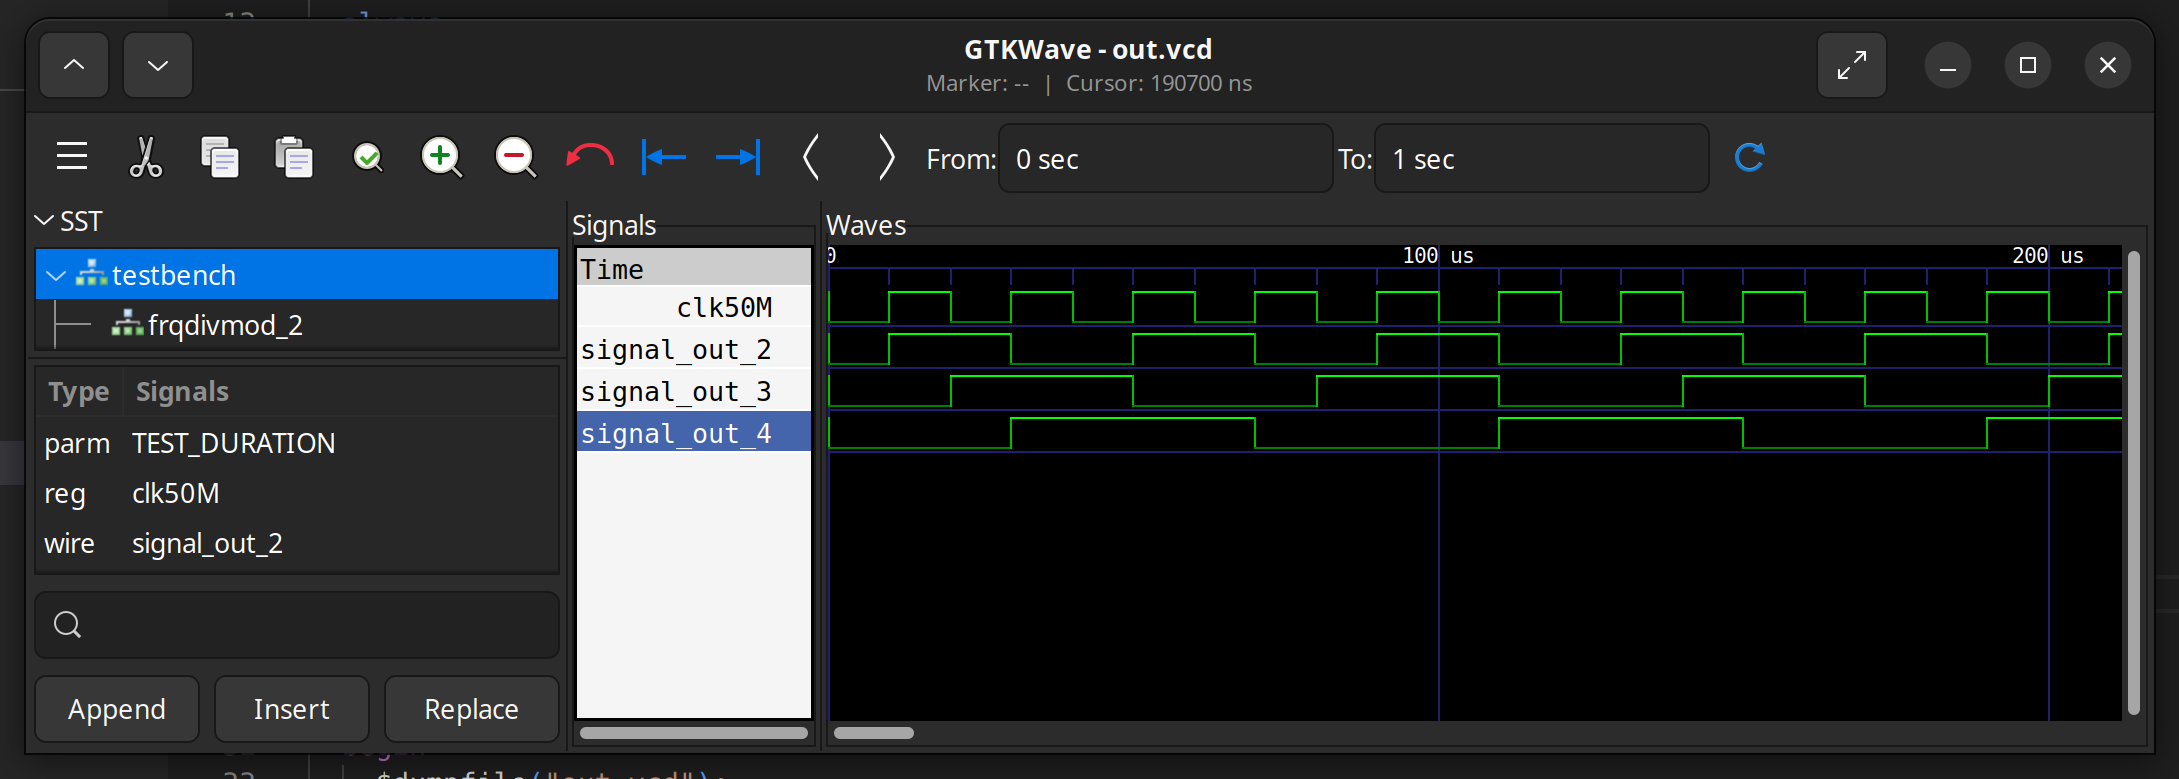 GTKWave - out.vcd
Marker: -- | Cursor: 190700 ns
From: 0 sec To: 1 sec
SST
testbench
frqdivmod_2
Type Signals
parm TEST_DURATION
reg clk50M
wire signal_out_2
Append Insert Replace
Signals
Time
clk50M
signal_out_2
signal_out_3
signal_out_4
Waves
0 100 us 200 us